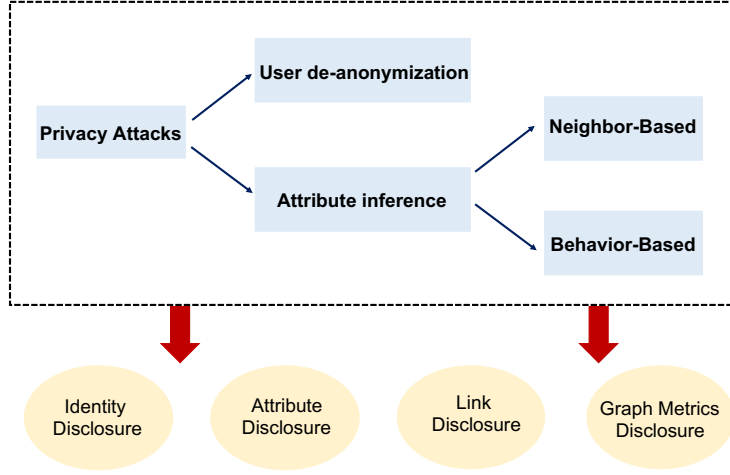 User de-anonymization
Privacy Attacks
Neighbor-Based
Attribute inference
Behavior-Based
Identity
Disclosure
Attribute
Disclosure
Link
Disclosure
Graph Metrics
Disclosure